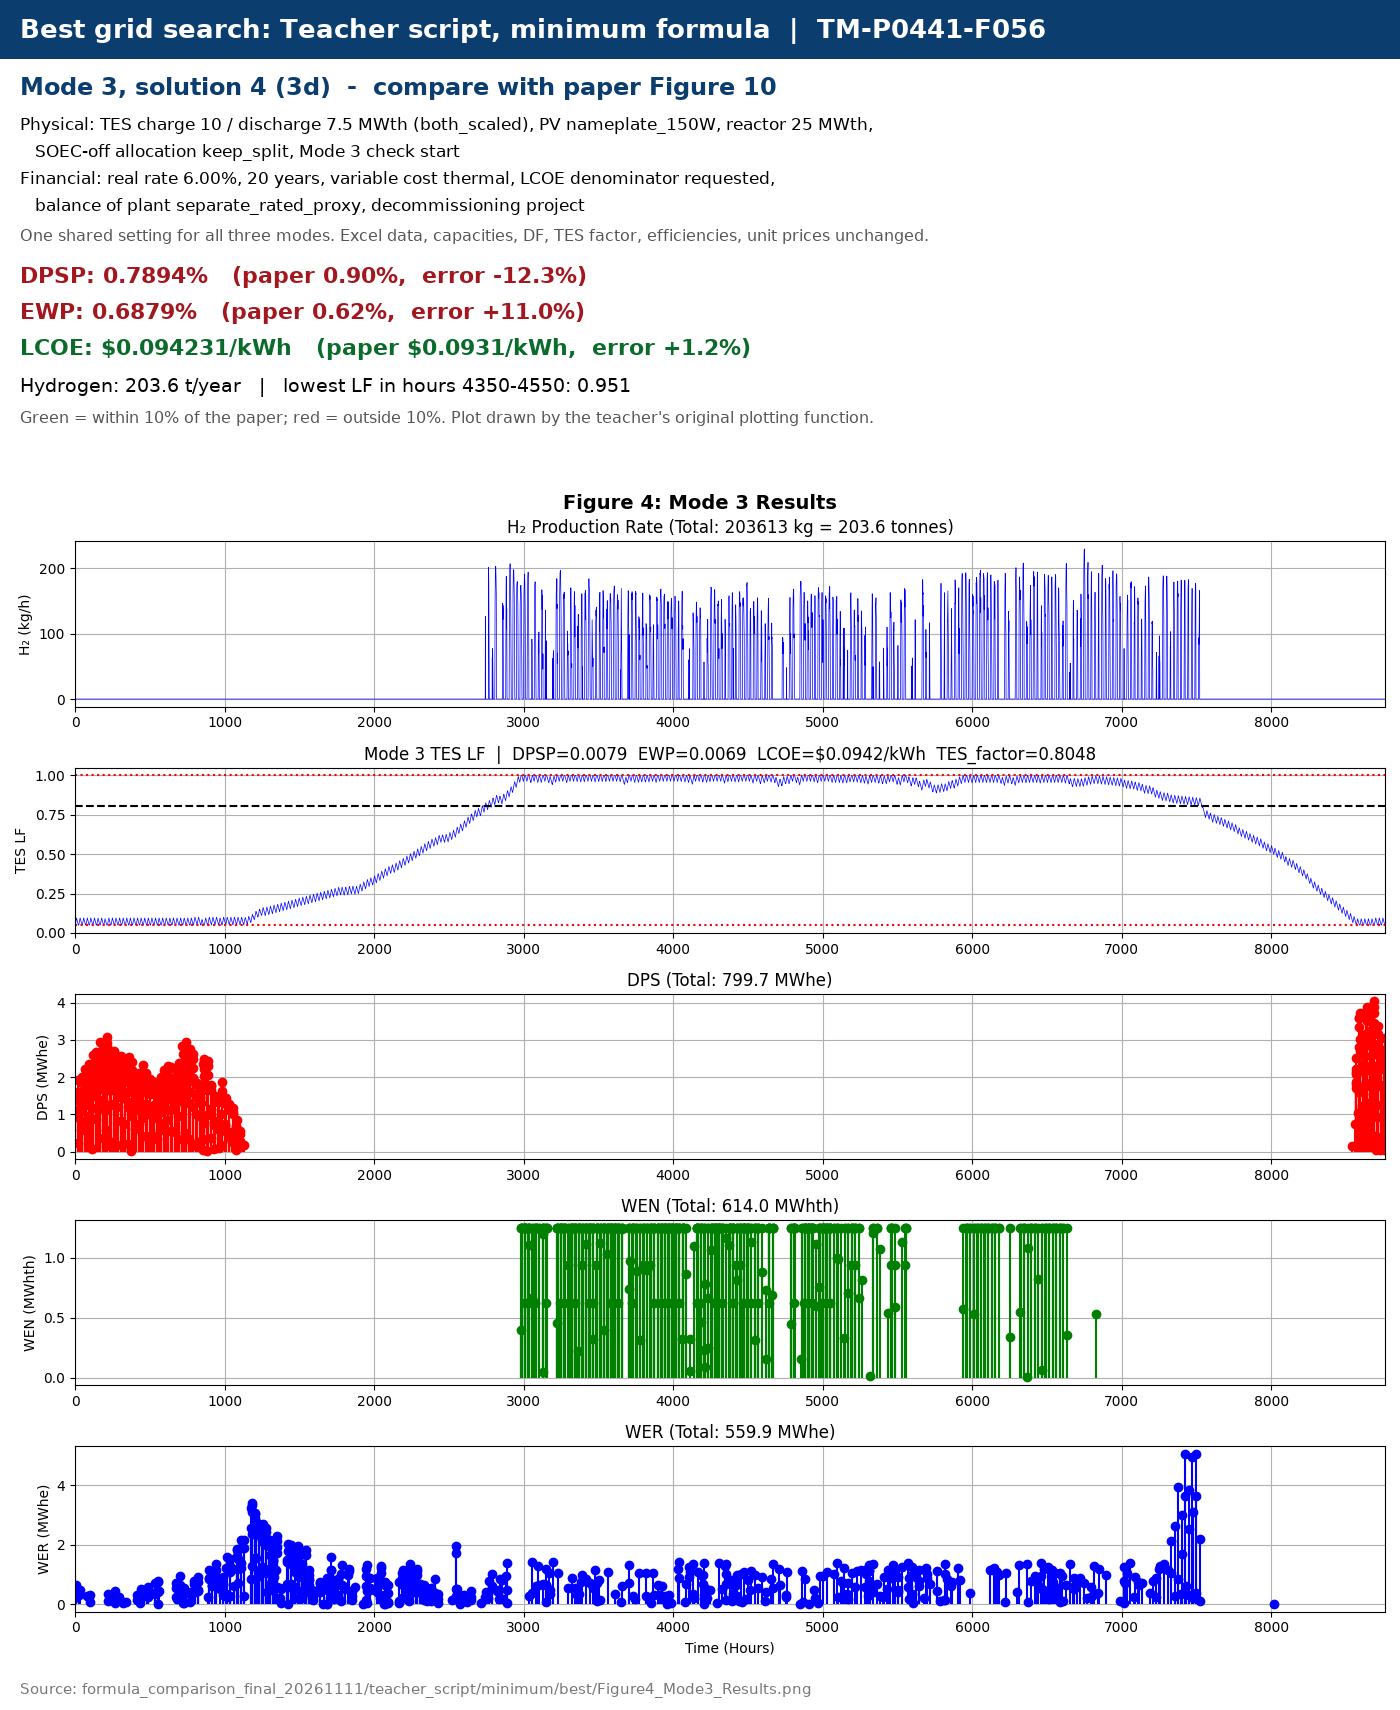 Best grid search: Teacher script, minimum formula | TM-P0441-F056
Mode 3, solution 4 (3d) - compare with paper Figure 10
Physical: TES charge 10 / discharge 7.5 MWth (both_scaled), PV nameplate_150W, reactor 25 MWth,
SOEC-off allocation keep_split, Mode 3 check start
Financial: real rate 6.00%, 20 years, variable cost thermal, LCOE denominator requested,
balance of plant separate_rated_proxy, decommissioning project
One shared setting for all three modes. Excel data, capacities, DF, TES factor, efficiencies, unit prices unchanged.
DPSP: 0.7894% (paper 0.90%, error -12.3%)
EWP: 0.6879% (paper 0.62%, error +11.0%)
LCOE: $0.094231/kWh (paper $0.0931/kWh, error +1.2%)
Hydrogen: 203.6 t/year | lowest LF in hours 4350-4550: 0.951
Green = within 10% of the paper; red = outside 10%. Plot drawn by the teacher's original plotting function.
Figure 4: Mode 3 Results
H₂ Production Rate (Total: 203613 kg = 203.6 tonnes)
H₂ (kg/h)
200
100
0
0 1000 2000 3000 4000 5000 6000 7000 8000
Mode 3 TES LF | DPSP=0.0079 EWP=0.0069 LCOE=$0.0942/kWh TES_factor=0.8048
TES LF
1.00
0.75
0.50
0.25
0.00
0 1000 2000 3000 4000 5000 6000 7000 8000
DPS (Total: 799.7 MWhe)
DPS (MWhe)
4
3
2
1
0
0 1000 2000 3000 4000 5000 6000 7000 8000
WEN (Total: 614.0 MWhth)
WEN (MWhth)
1.0
0.5
0.0
0 1000 2000 3000 4000 5000 6000 7000 8000
WER (Total: 559.9 MWhe)
WER (MWhe)
4
2
0
0 1000 2000 3000 4000 5000 6000 7000 8000
Time (Hours)
Source: formula_comparison_final_20261111/teacher_script/minimum/best/Figure4_Mode3_Results.png